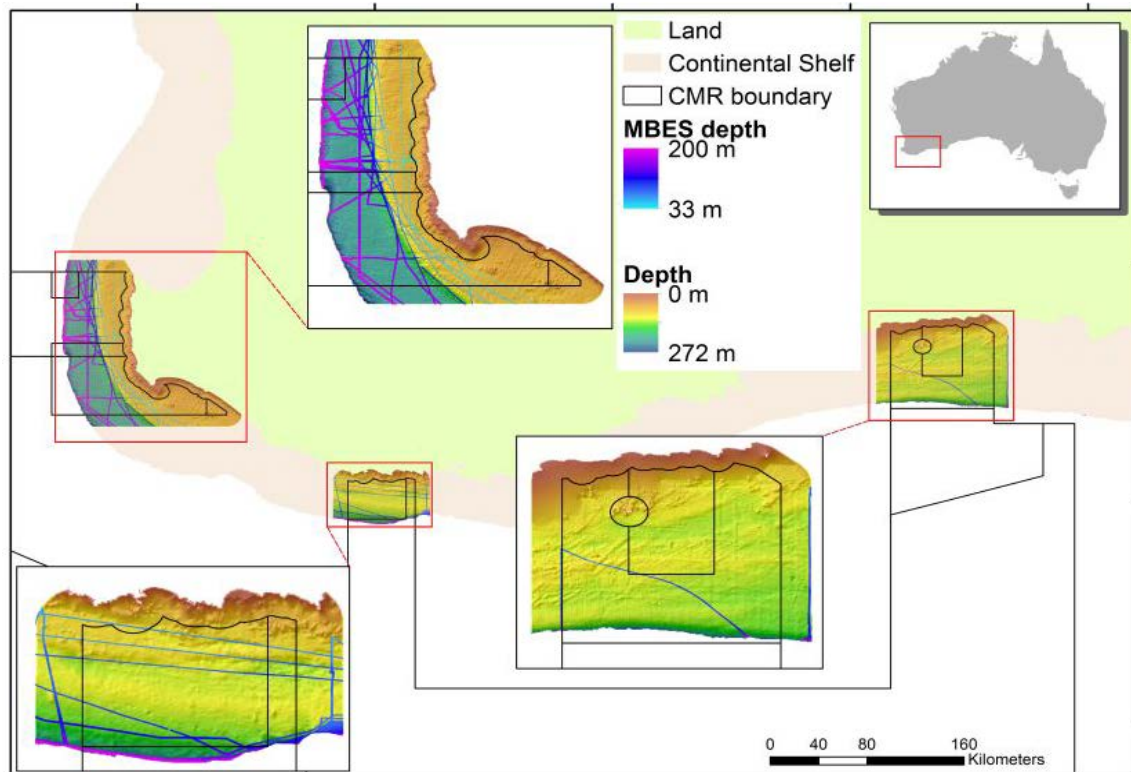 Land
Continental Shelf
CMR boundary
MBES depth
200 m
33 m
Depth
0 m
272 m
0 40 80 160
Kilometers